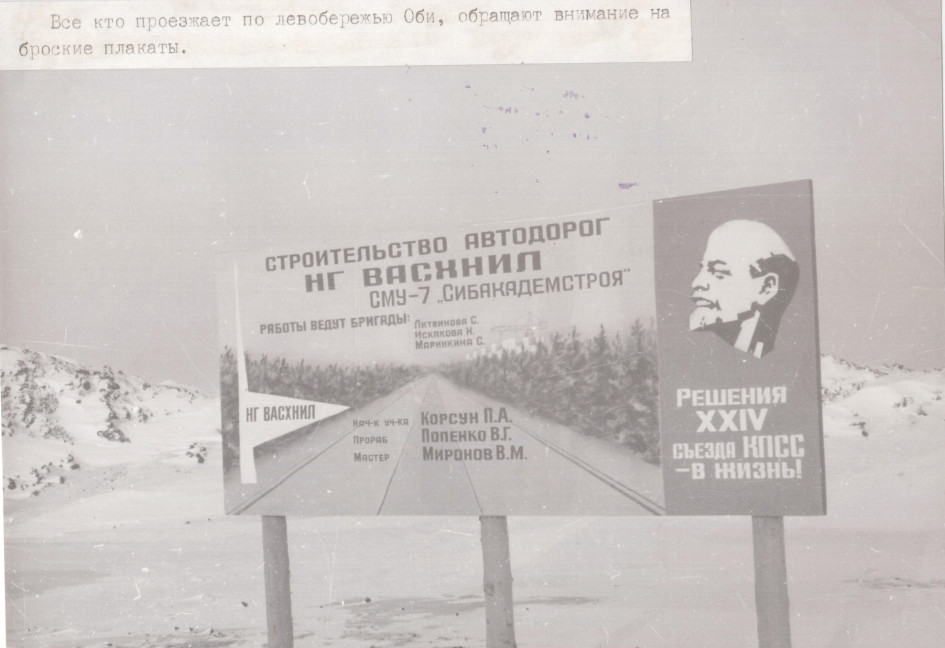 Все кто проезжает по левобережью Оби, обращают внимание на
броские плакаты.
СТРОИТЕЛЬСТВО АВТОДОРОГ
НГ ВАСХНИЛ
СМУ-7 „СИБАКАДЕМСТРОЯ"
РАБОТЫ ВЕДУТ БРИГАДЫ:
ЛИТВИНОВА С.
ИСКАКОВА Н.
МАРИНКИНА С.
НГ ВАСХНИЛ
НАЧ-К УЧ-КА КОРСУН П.А.
ПРОРАБ ПОПЕНКО В.Г.
МАСТЕР МИРОНОВ В.М.
РЕШЕНИЯ
XXIV
СЪЕЗДА КПСС
–В ЖИЗНЬ!